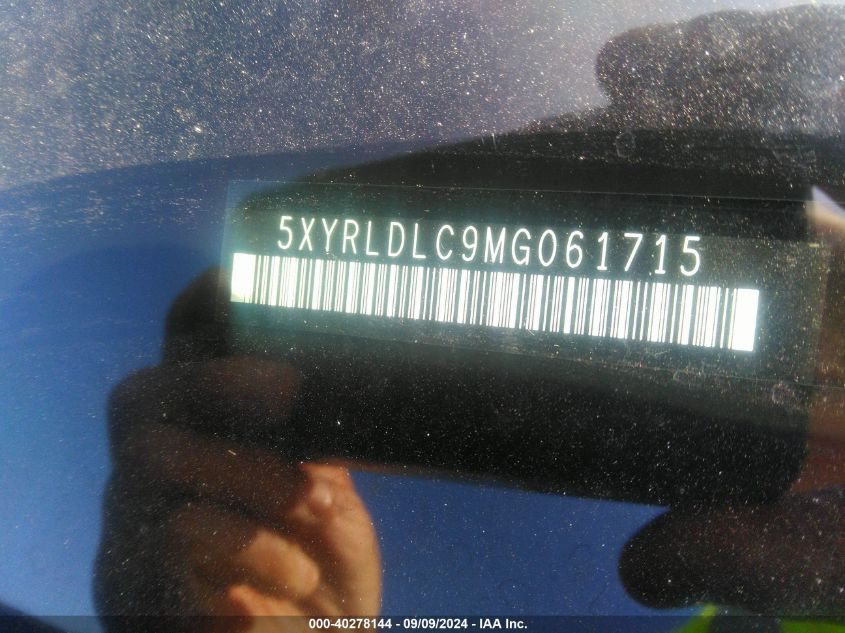 5XYRLDLC9MG061715
000-40278144 — 09/09/2024 — IAA Inc.